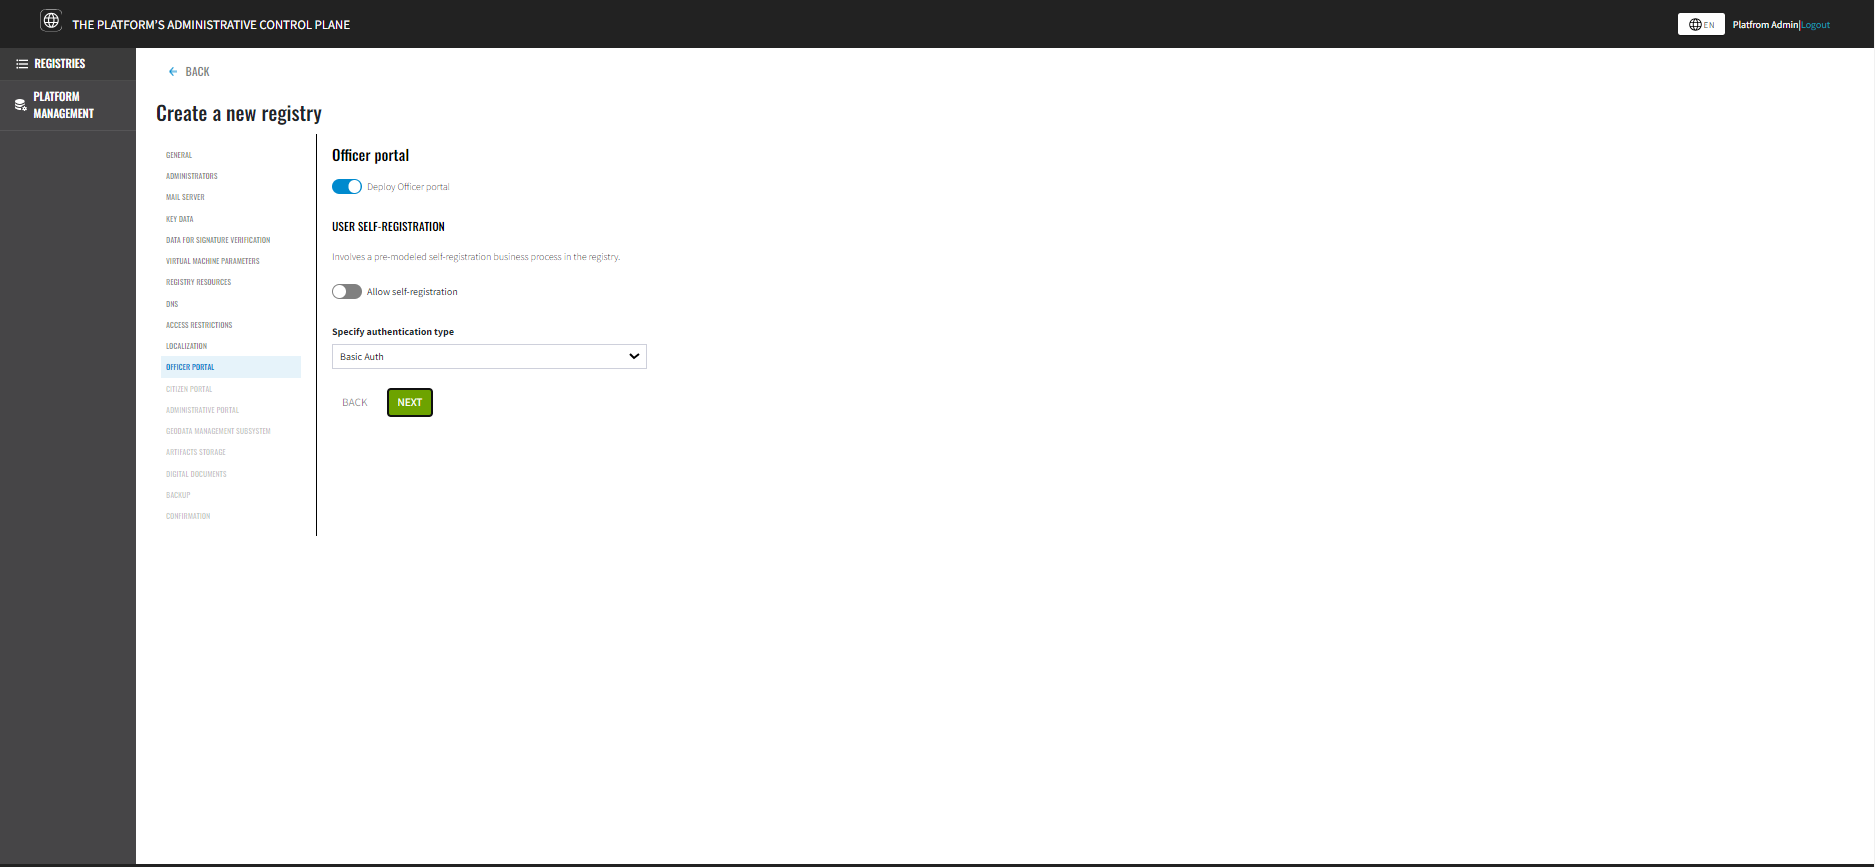 THE PLATFORM'S ADMINISTRATIVE CONTROL PLANE
EN
Platfrom Admin|Logout
REGISTRIES
PLATFORM
MANAGEMENT
BACK
Create a new registry
GENERAL
ADMINISTRATORS
MAIL SERVER
KEY DATA
DATA FOR SIGNATURE VERIFICATION
VIRTUAL MACHINE PARAMETERS
REGISTRY RESOURCES
DNS
ACCESS RESTRICTIONS
LOCALIZATION
OFFICER PORTAL
CITIZEN PORTAL
ADMINISTRATIVE PORTAL
GEODATA MANAGEMENT SUBSYSTEM
ARTIFACTS STORAGE
DIGITAL DOCUMENTS
BACKUP
CONFIRMATION
Officer portal
Deploy Officer portal
USER SELF-REGISTRATION
Involves a pre-modeled self-registration business process in the registry.
Allow self-registration
Specify authentication type
Basic Auth
BACK
NEXT